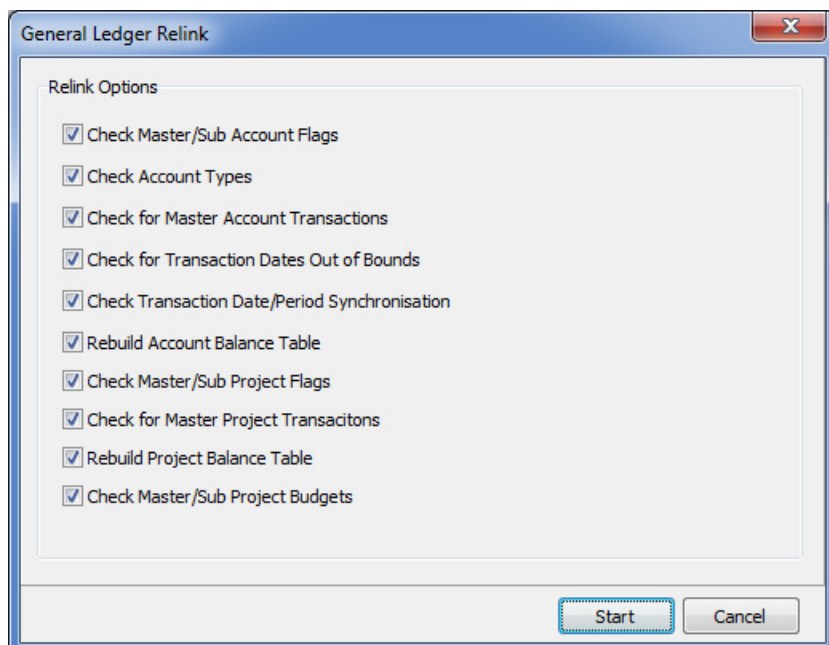 General Ledger Relink
Relink Options
Check Master/Sub Account Flags
Check Account Types
Check for Master Account Transactions
Check for Transaction Dates Out of Bounds
Check Transaction Date/Period Synchronisation
Rebuild Account Balance Table
Check Master/Sub Project Flags
Check for Master Project Transacitons
Rebuild Project Balance Table
Check Master/Sub Project Budgets
Start Cancel